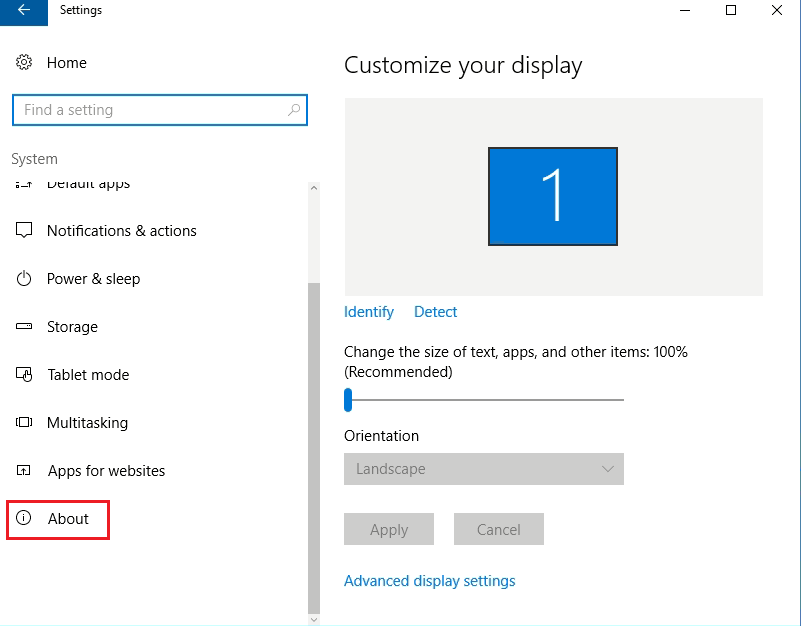 Settings
Home
Find a setting
System
Default apps
Notifications & actions
Power & sleep
Storage
Tablet mode
Multitasking
Apps for websites
About
Customize your display
1
Identify Detect
Change the size of text, apps, and other items: 100%
(Recommended)
Orientation
Landscape
Apply Cancel
Advanced display settings